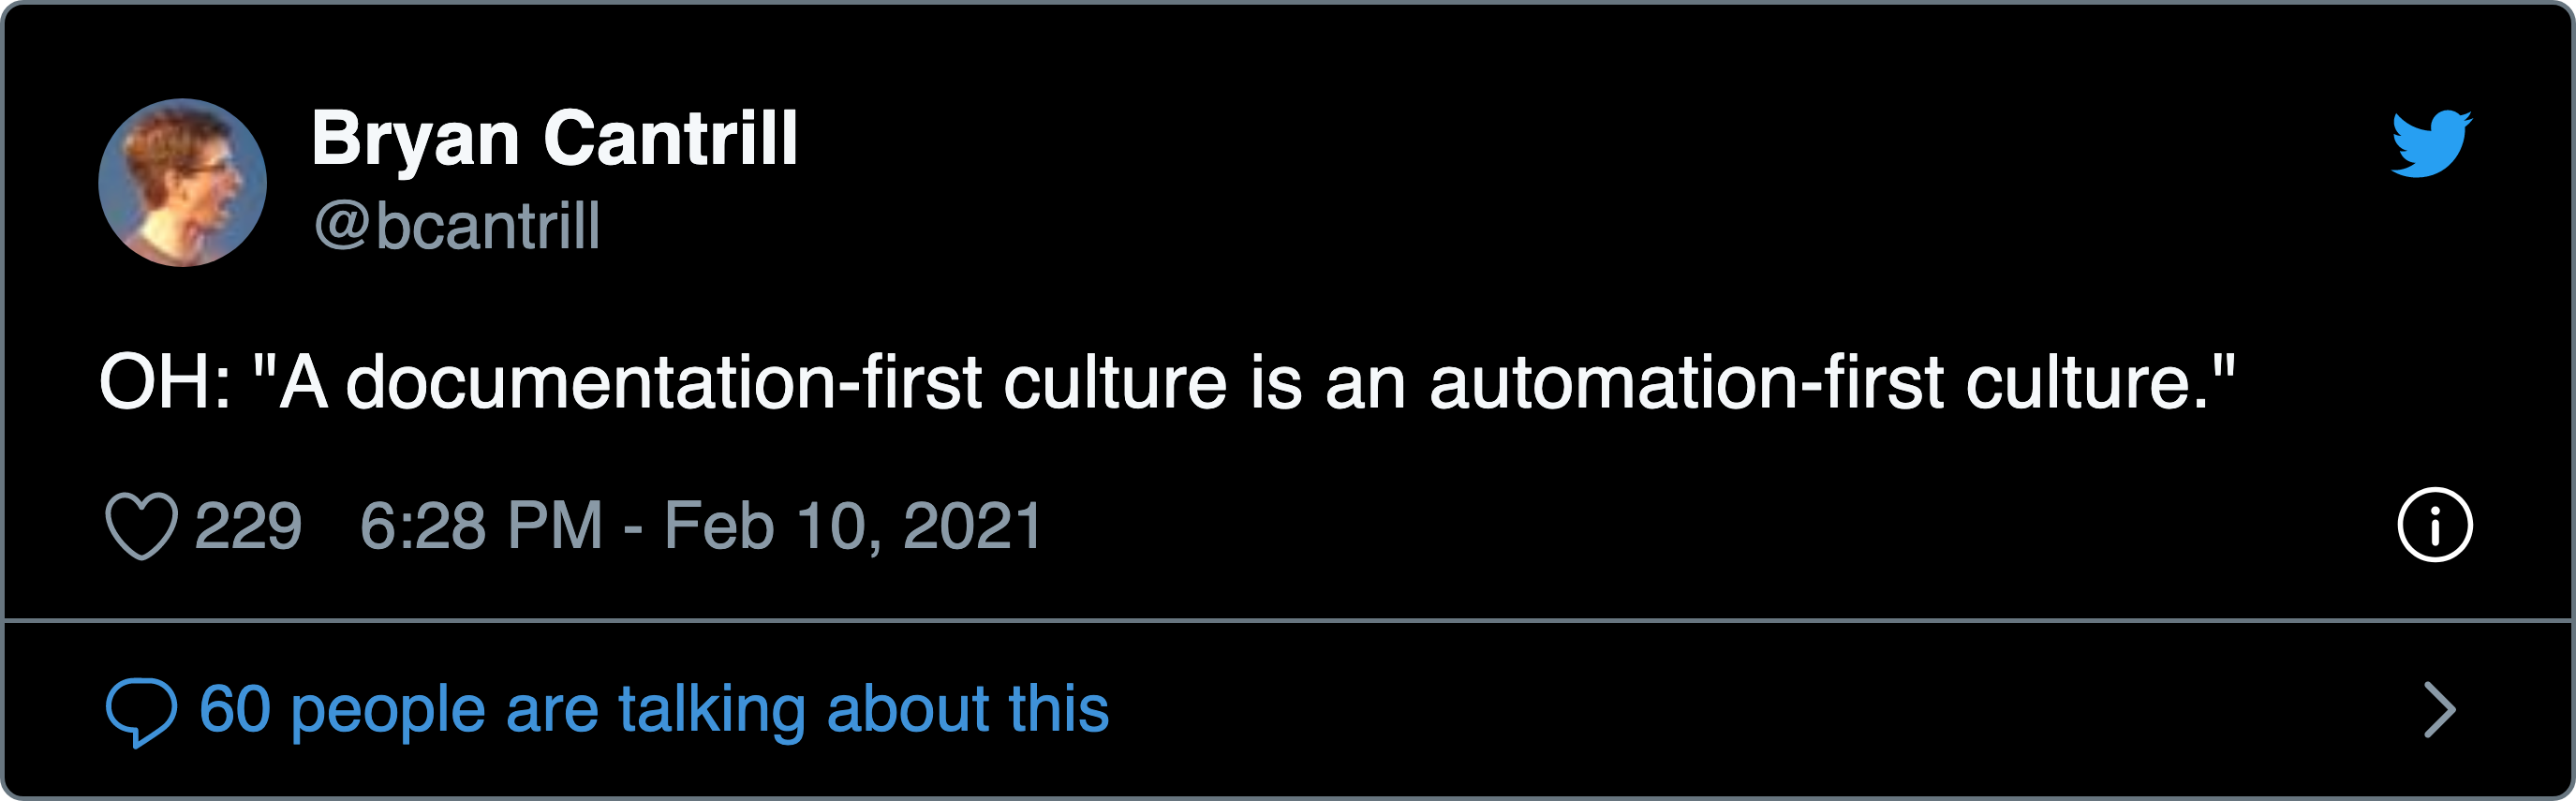 Bryan Cantrill
@bcantrill
OH: "A documentation-first culture is an automation-first culture."
229 6:28 PM - Feb 10, 2021
60 people are talking about this